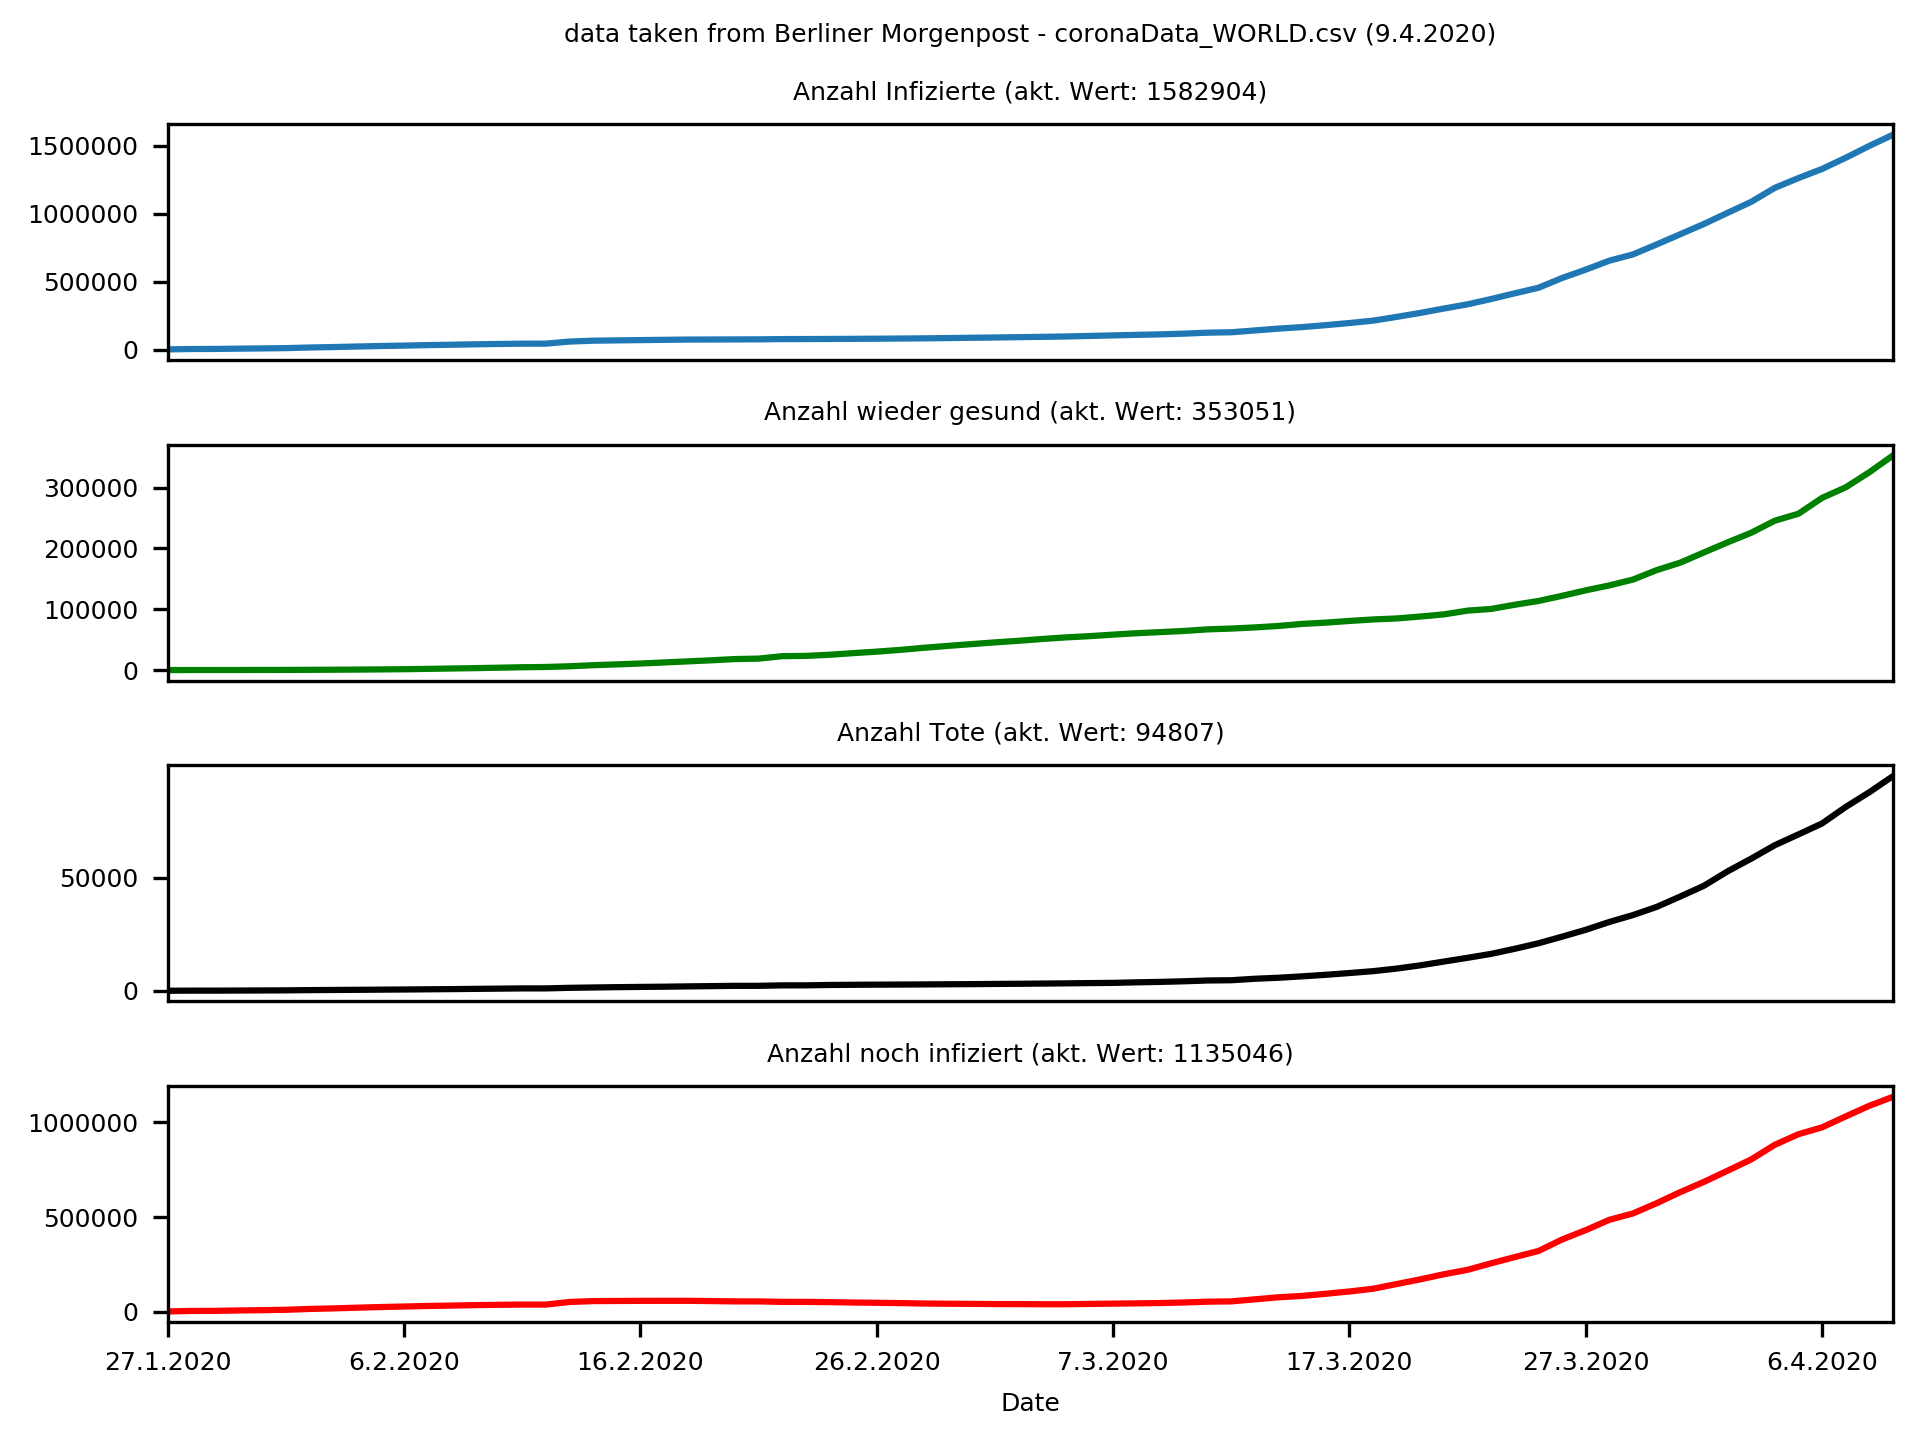 data taken from Berliner Morgenpost - coronaData_WORLD.csv (9.4.2020)
Anzahl Infizierte (akt. Wert: 1582904)
1500000
1000000
500000
0
Anzahl wieder gesund (akt. Wert: 353051)
300000
200000
100000
0
Anzahl Tote (akt. Wert: 94807)
50000
0
Anzahl noch infiziert (akt. Wert: 1135046)
1000000
500000
0
27.1.2020 6.2.2020 16.2.2020 26.2.2020 7.3.2020 17.3.2020 27.3.2020 6.4.2020
Date